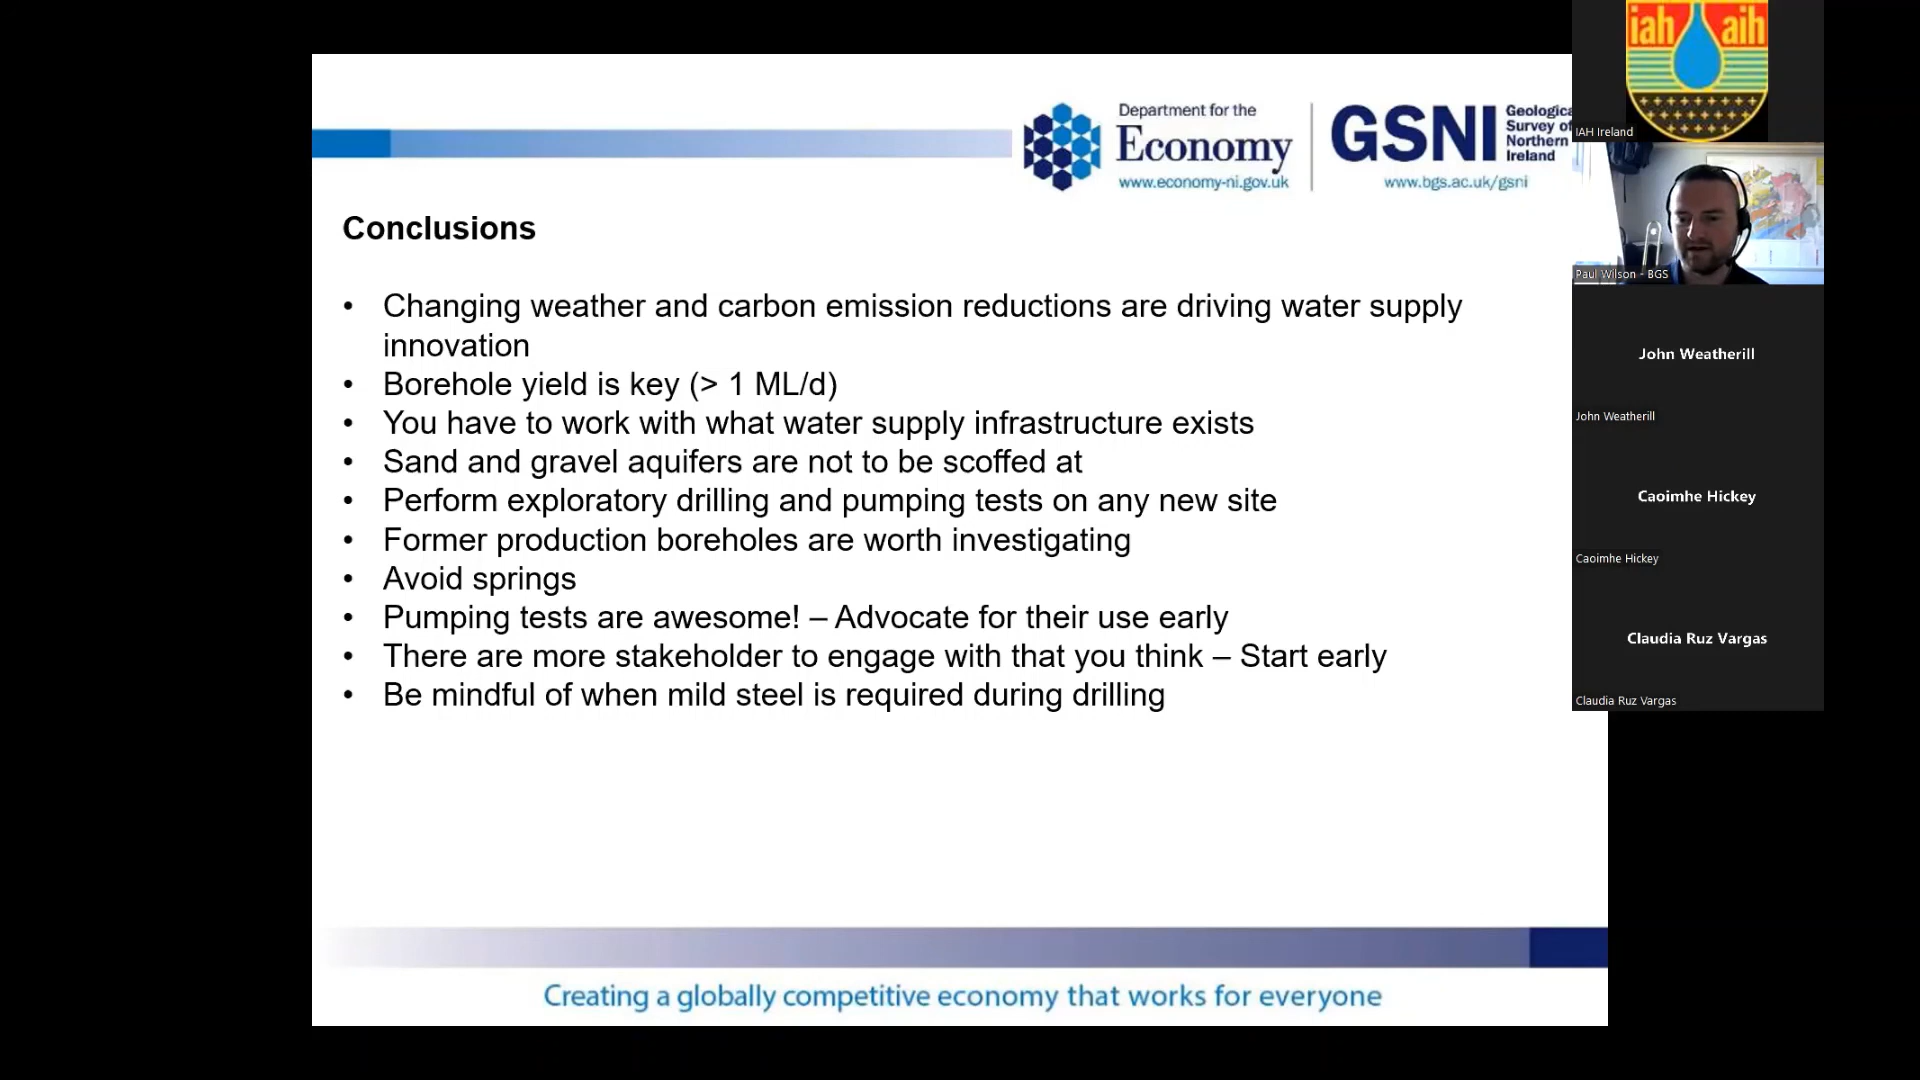 Department for the
Economy
www.economy-ni.gov.uk
GSNI
Geologica
Survey of
Northern
Ireland
www.bgs.ac.uk/gsni
Conclusions
• Changing weather and carbon emission reductions are driving water supply
innovation
• Borehole yield is key (> 1 ML/d)
• You have to work with what water supply infrastructure exists
• Sand and gravel aquifers are not to be scoffed at
• Perform exploratory drilling and pumping tests on any new site
• Former production boreholes are worth investigating
• Avoid springs
• Pumping tests are awesome! – Advocate for their use early
• There are more stakeholder to engage with that you think – Start early
• Be mindful of when mild steel is required during drilling
Creating a globally competitive economy that works for everyone
iah aih
IAH Ireland
Paul Wilson - BGS
John Weatherill
John Weatherill
Caoimhe Hickey
Caoimhe Hickey
Claudia Ruz Vargas
Claudia Ruz Vargas